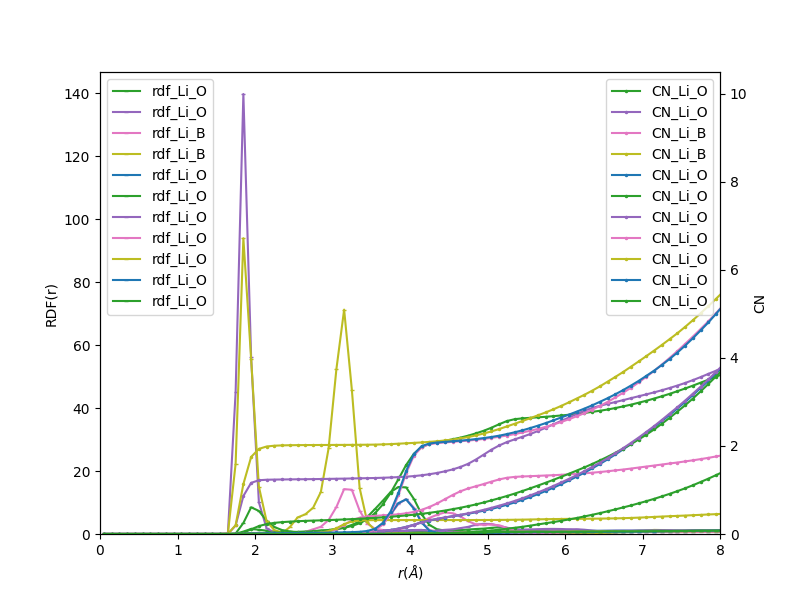 140
120
100
80
60
40
20
0
RDF(r)
rdf_Li_O
rdf_Li_O
rdf_Li_B
rdf_Li_B
rdf_Li_O
rdf_Li_O
rdf_Li_O
rdf_Li_O
rdf_Li_O
rdf_Li_O
rdf_Li_O
CN_Li_O
CN_Li_O
CN_Li_B
CN_Li_B
CN_Li_O
CN_Li_O
CN_Li_O
CN_Li_O
CN_Li_O
CN_Li_O
CN_Li_O
10
8
6
4
2
0
CN
0 1 2 3 4 5 6 7 8
r(Å)